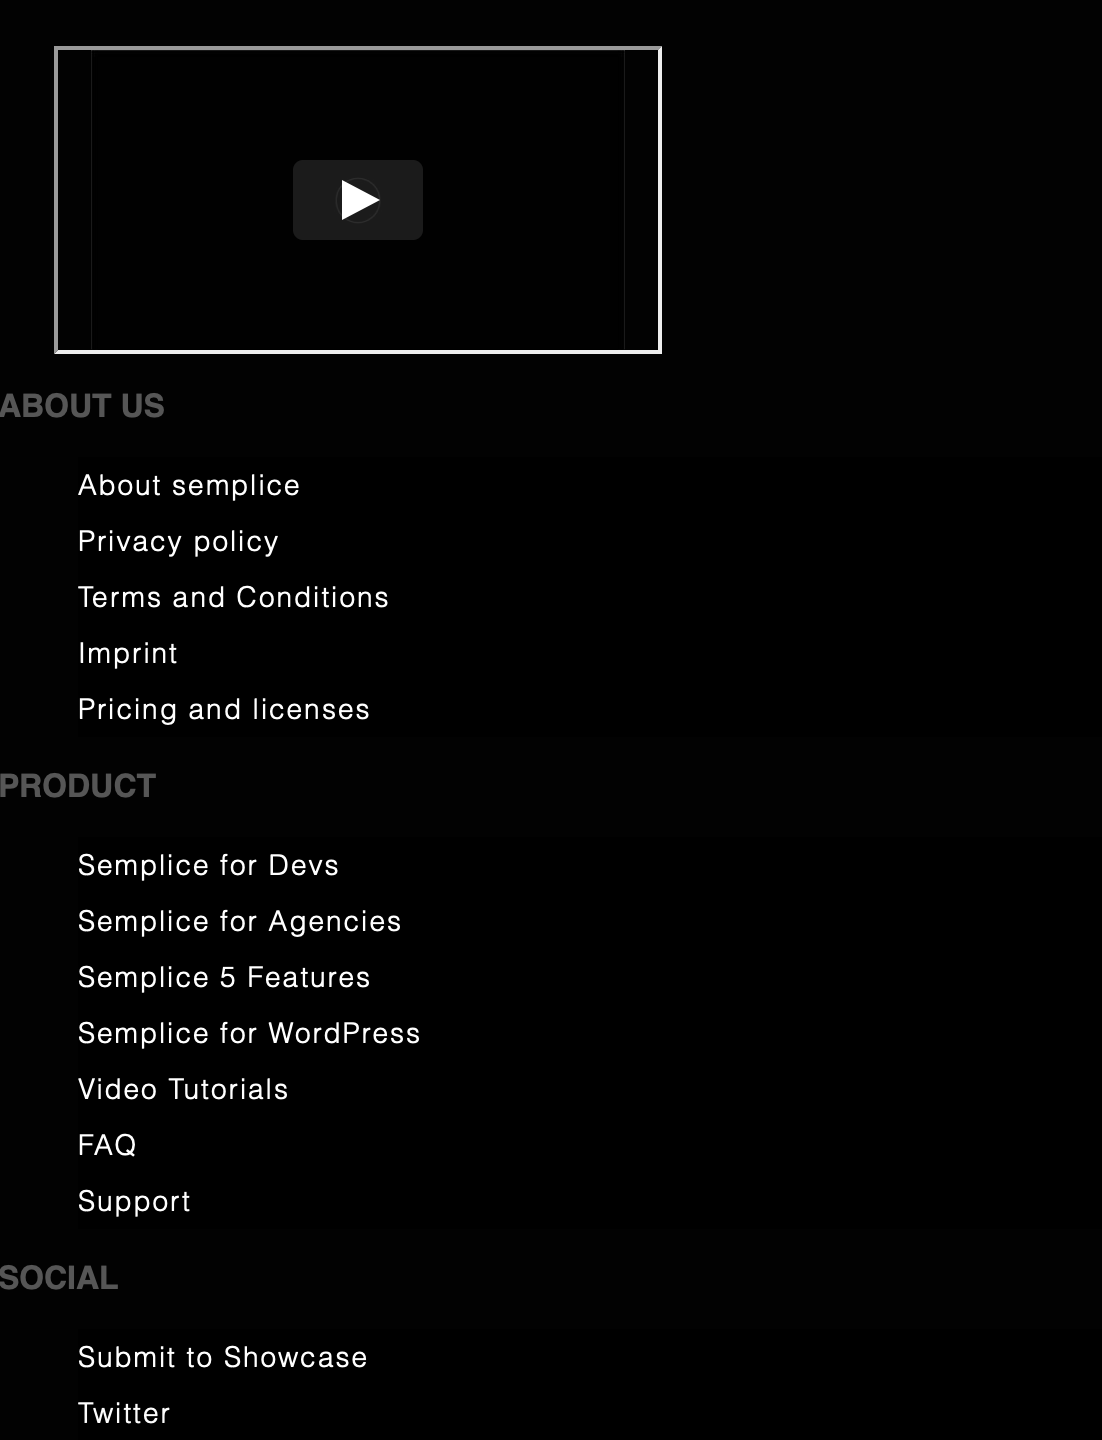 ABOUT US
About semplice
Privacy policy
Terms and Conditions
Imprint
Pricing and licenses
PRODUCT
Semplice for Devs
Semplice for Agencies
Semplice 5 Features
Semplice for WordPress
Video Tutorials
FAQ
Support
SOCIAL
Submit to Showcase
Twitter